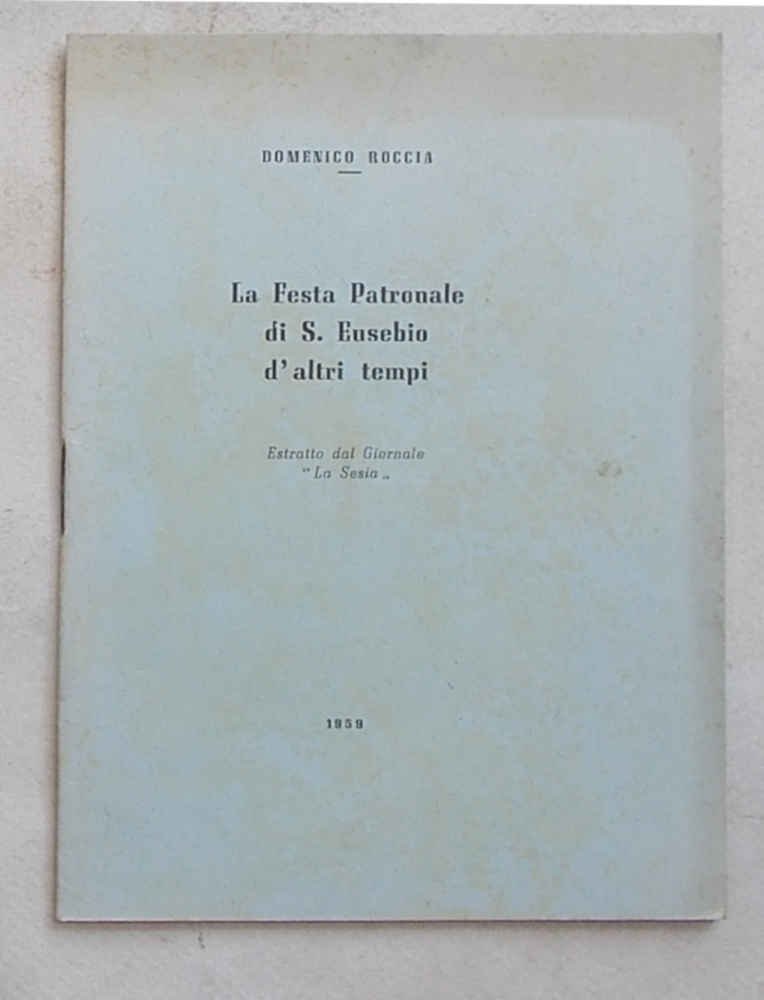 DOMENICO ROCCIA
La Festa Patronale
di S. Eusebio
d'altri tempi
Estratto dal Giornale
“ La Sesia „
1959